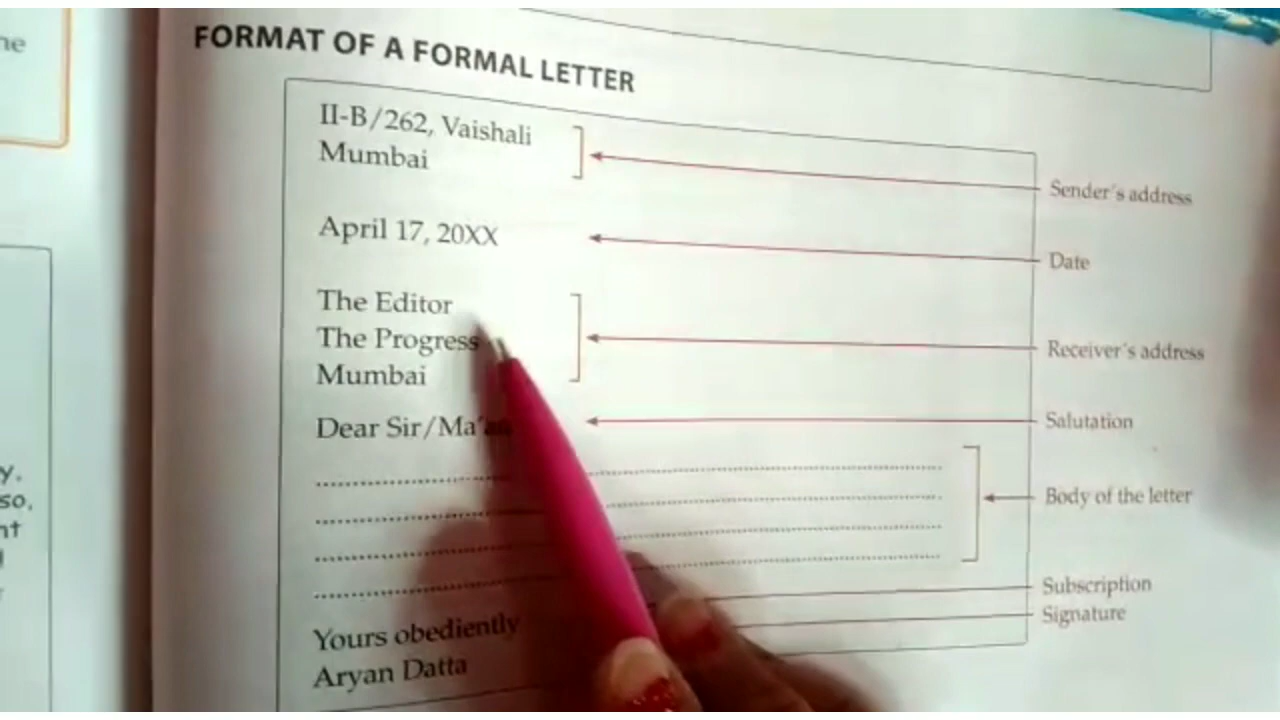 FORMAT OF A FORMAL LETTER
II-B/262, Vaishali
Mumbai
Sender's address
April 17, 20XX
Date
The Editor
The Progress
Mumbai
Receiver's address
Dear Sir/Ma'am
Salutation
Body of the letter
Subscription
Signature
Yours obediently
Aryan Datta
y.
so,